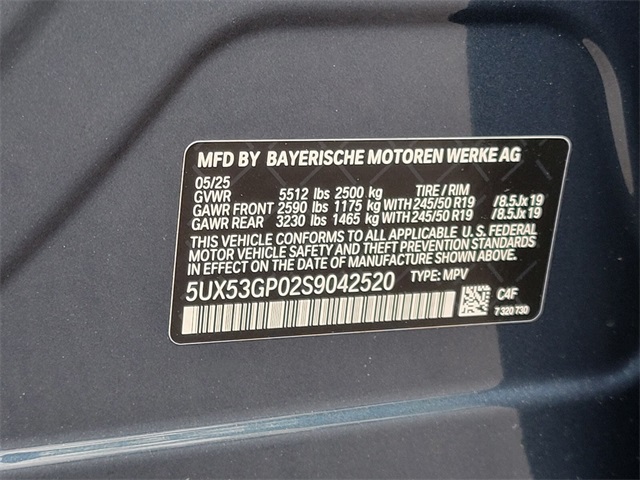 MFD BY BAYERISCHE MOTOREN WERKE AG
05/25
GVWR 5512 lbs 2500 kg TIRE / RIM
GAWR FRONT 2590 lbs 1175 kg WITH 245/50 R19 /8.5Jx19
GAWR REAR 3230 lbs 1465 kg WITH 245/50 R19 /8.5Jx19
THIS VEHICLE CONFORMS TO ALL APPLICABLE U.S. FEDERAL
MOTOR VEHICLE SAFETY AND THEFT PREVENTION STANDARDS
IN EFFECT ON THE DATE OF MANUFACTURE SHOWN ABOVE.
5UX53GP02S9042520 TYPE: MPV
C4F
7320730